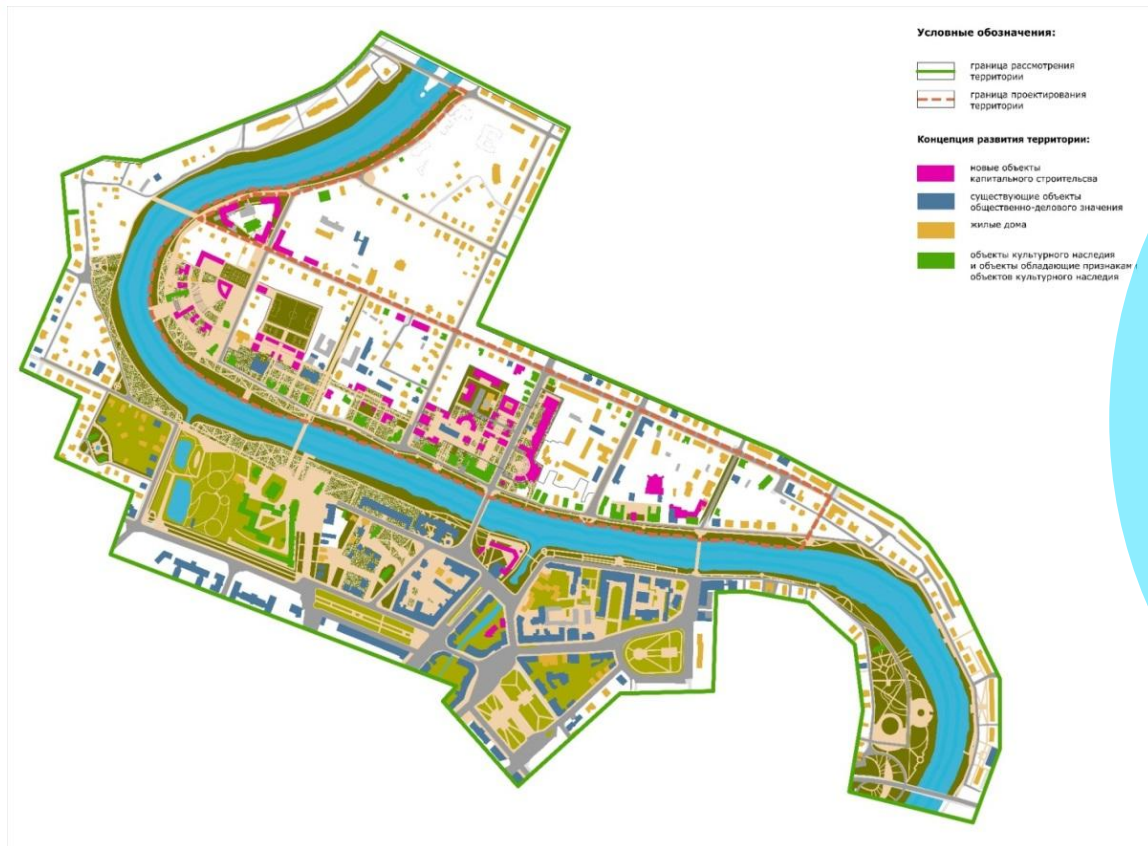 Условные обозначения:
граница рассмотрения
территории
граница проектирования
территории
Концепция развития территории:
новые объекты
капитального строительсва
существующие объекты
общественно-делового значения
жилые дома
объекты культурного наследия
и объекты обладающие признаками
объектов культурного наследия